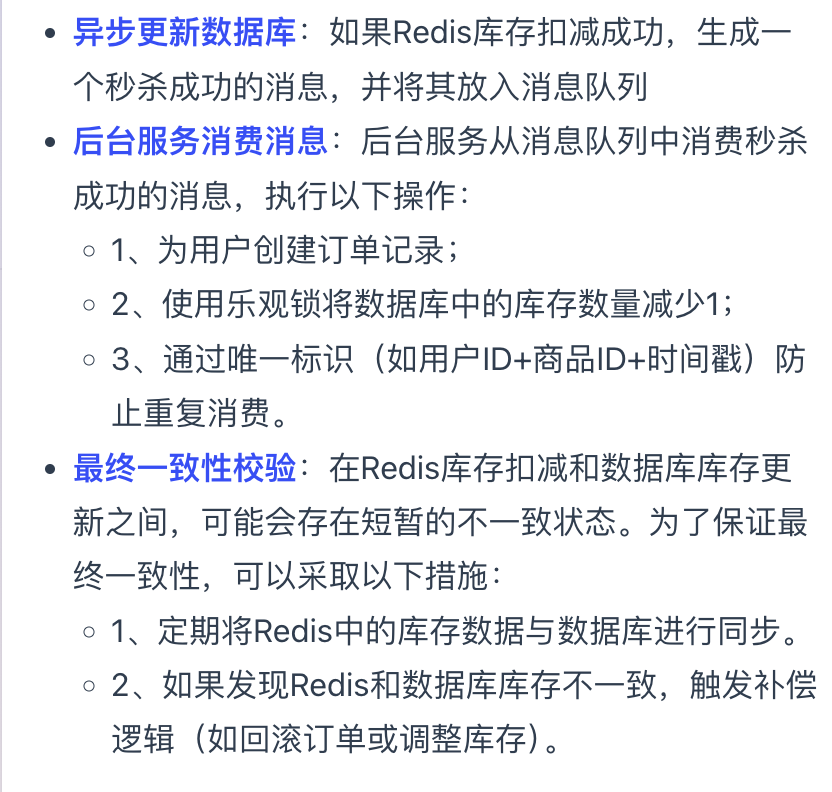 异步更新数据库：如果Redis库存扣减成功，生成一
个秒杀成功的消息，并将其放入消息队列
后台服务消费消息：后台服务从消息队列中消费秒杀
成功的消息，执行以下操作：
1、为用户创建订单记录；
2、使用乐观锁将数据库中的库存数量减少1；
3、通过唯一标识（如用户ID+商品ID+时间戳）防
止重复消费。
最终一致性校验：在Redis库存扣减和数据库库存更
新之间，可能会存在短暂的不一致状态。为了保证最
终一致性，可以采取以下措施：
1、定期将Redis中的库存数据与数据库进行同步。
2、如果发现Redis和数据库库存不一致，触发补偿
逻辑（如回滚订单或调整库存）。